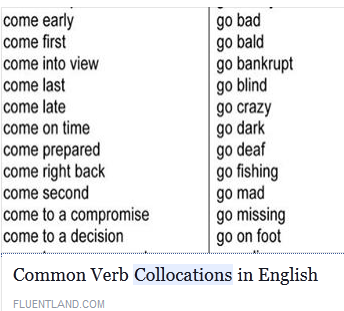 come early
come first
come into view
come last
come late
come on time
come prepared
come right back
come second
come to a compromise
come to a decision
go bad
go bald
go bankrupt
go blind
go crazy
go dark
go deaf
go fishing
go mad
go missing
go on foot
Common Verb Collocations in English
FLUENTLAND.COM